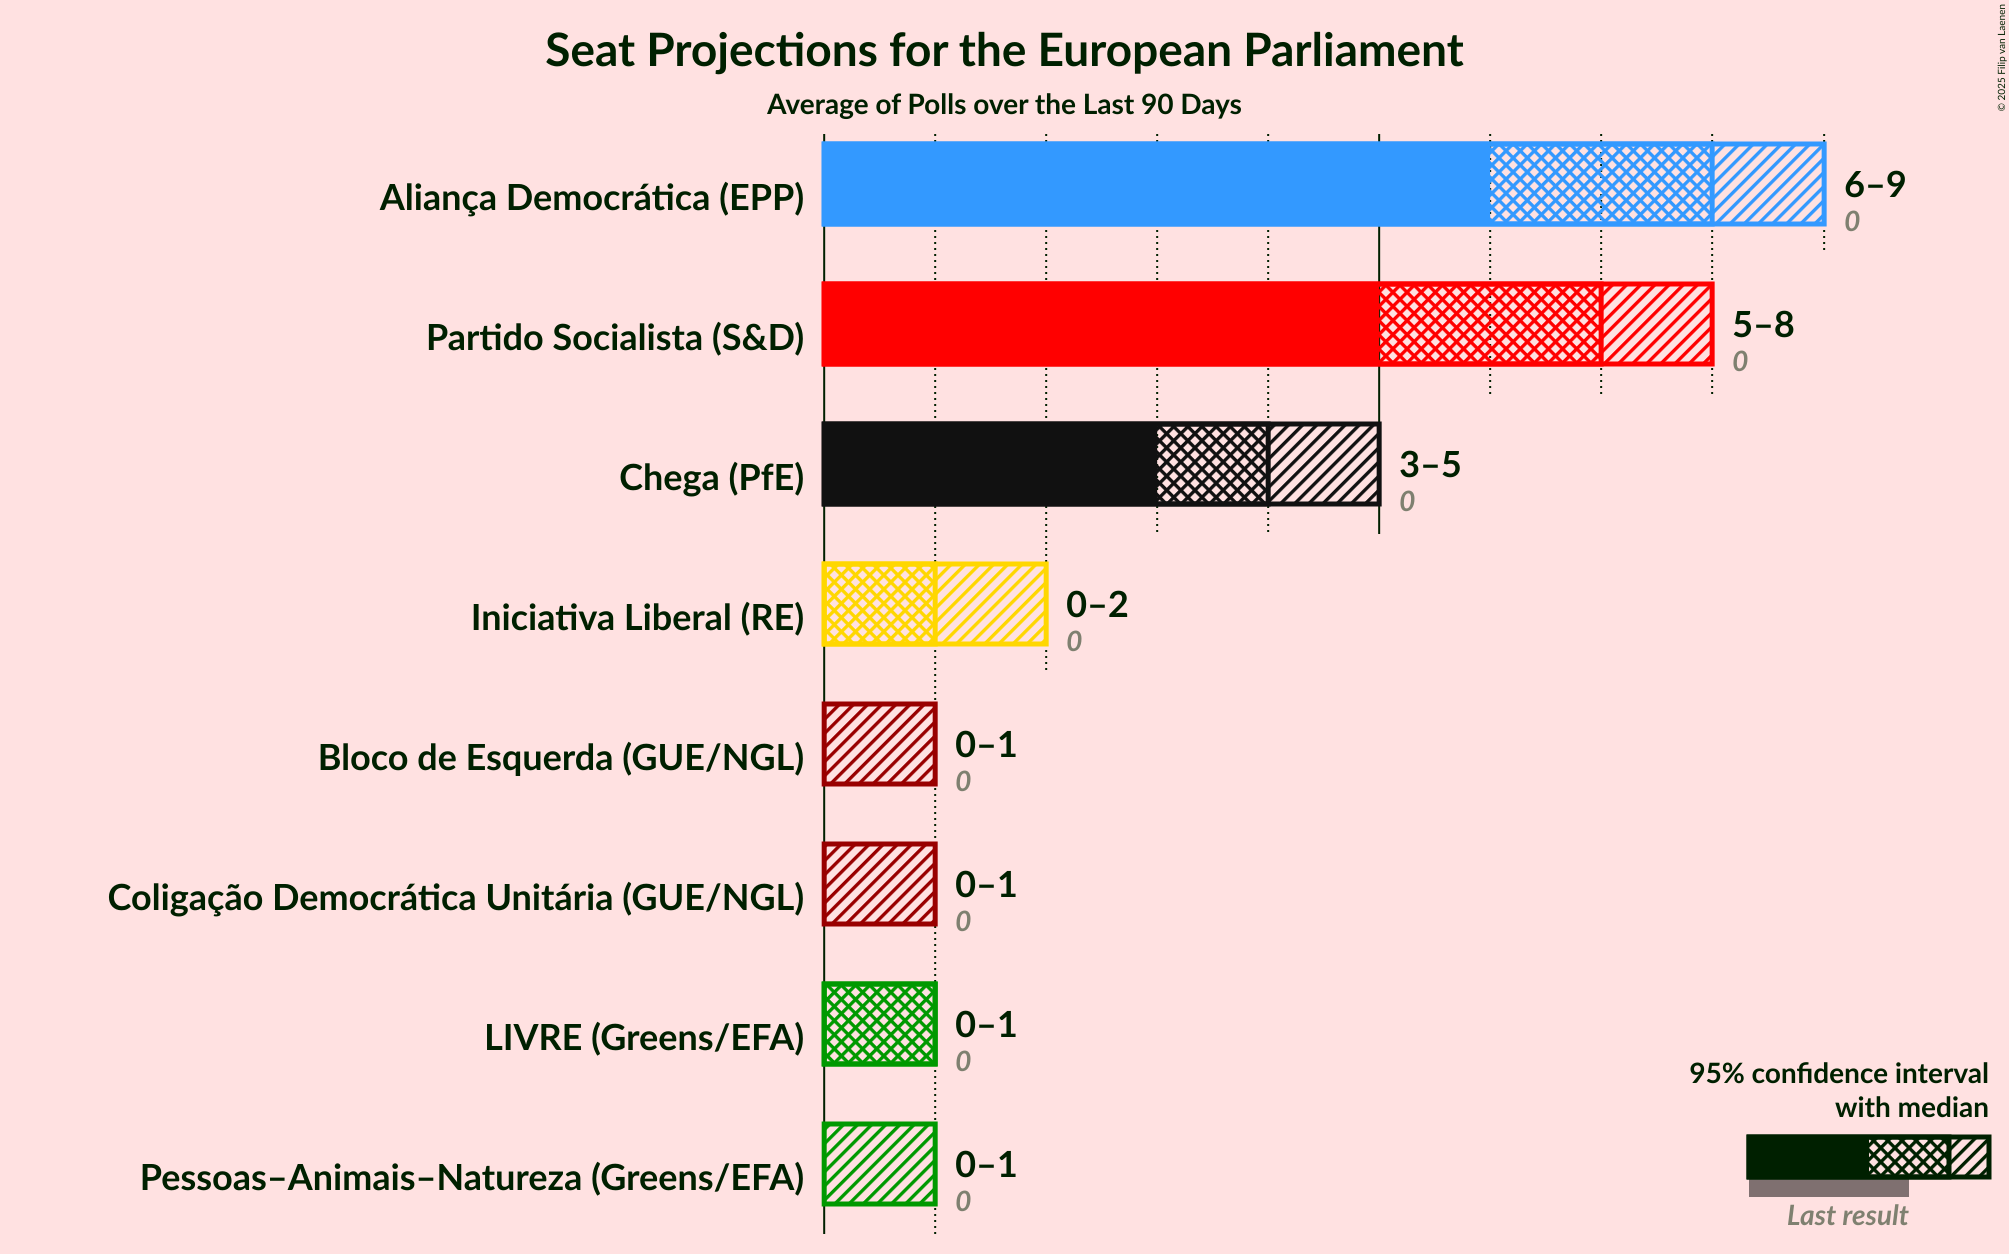 Seat Projections for the European Parliament
Average of Polls over the Last 90 Days
© 2025 Filip van Laenen
Aliança Democrática (EPP)
6–9
0
Partido Socialista (S&D)
5–8
0
Chega (PfE)
3–5
0
Iniciativa Liberal (RE)
0–2
0
Bloco de Esquerda (GUE/NGL)
0–1
0
Coligação Democrática Unitária (GUE/NGL)
0–1
0
LIVRE (Greens/EFA)
0–1
0
Pessoas–Animais–Natureza (Greens/EFA)
0–1
0
95% confidence interval
with median
Last result